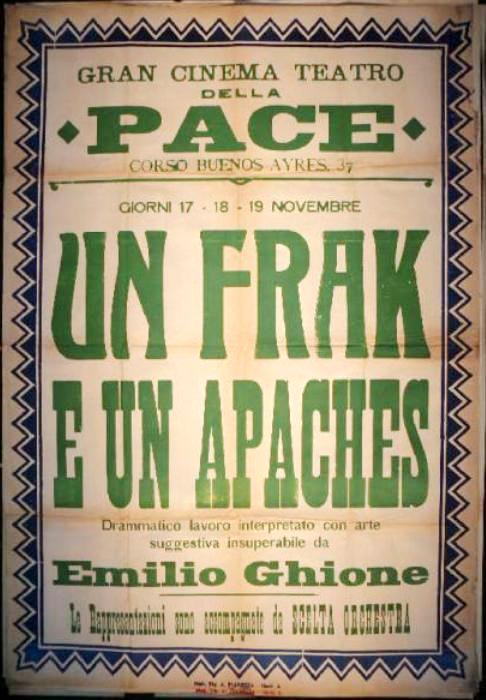 GRAN CINEMA TEATRO
DELLA
PACE
CORSO BUENOS AYRES, 37
GIORNI 17 - 18 - 19 NOVEMBRE
UN FRAK
E UN APACHES
Drammatico lavoro interpretato con arte
suggestiva insuperabile da
Emilio Ghione
Le Rappresentazioni sono accompagnate da SCELTA ORCHESTRA